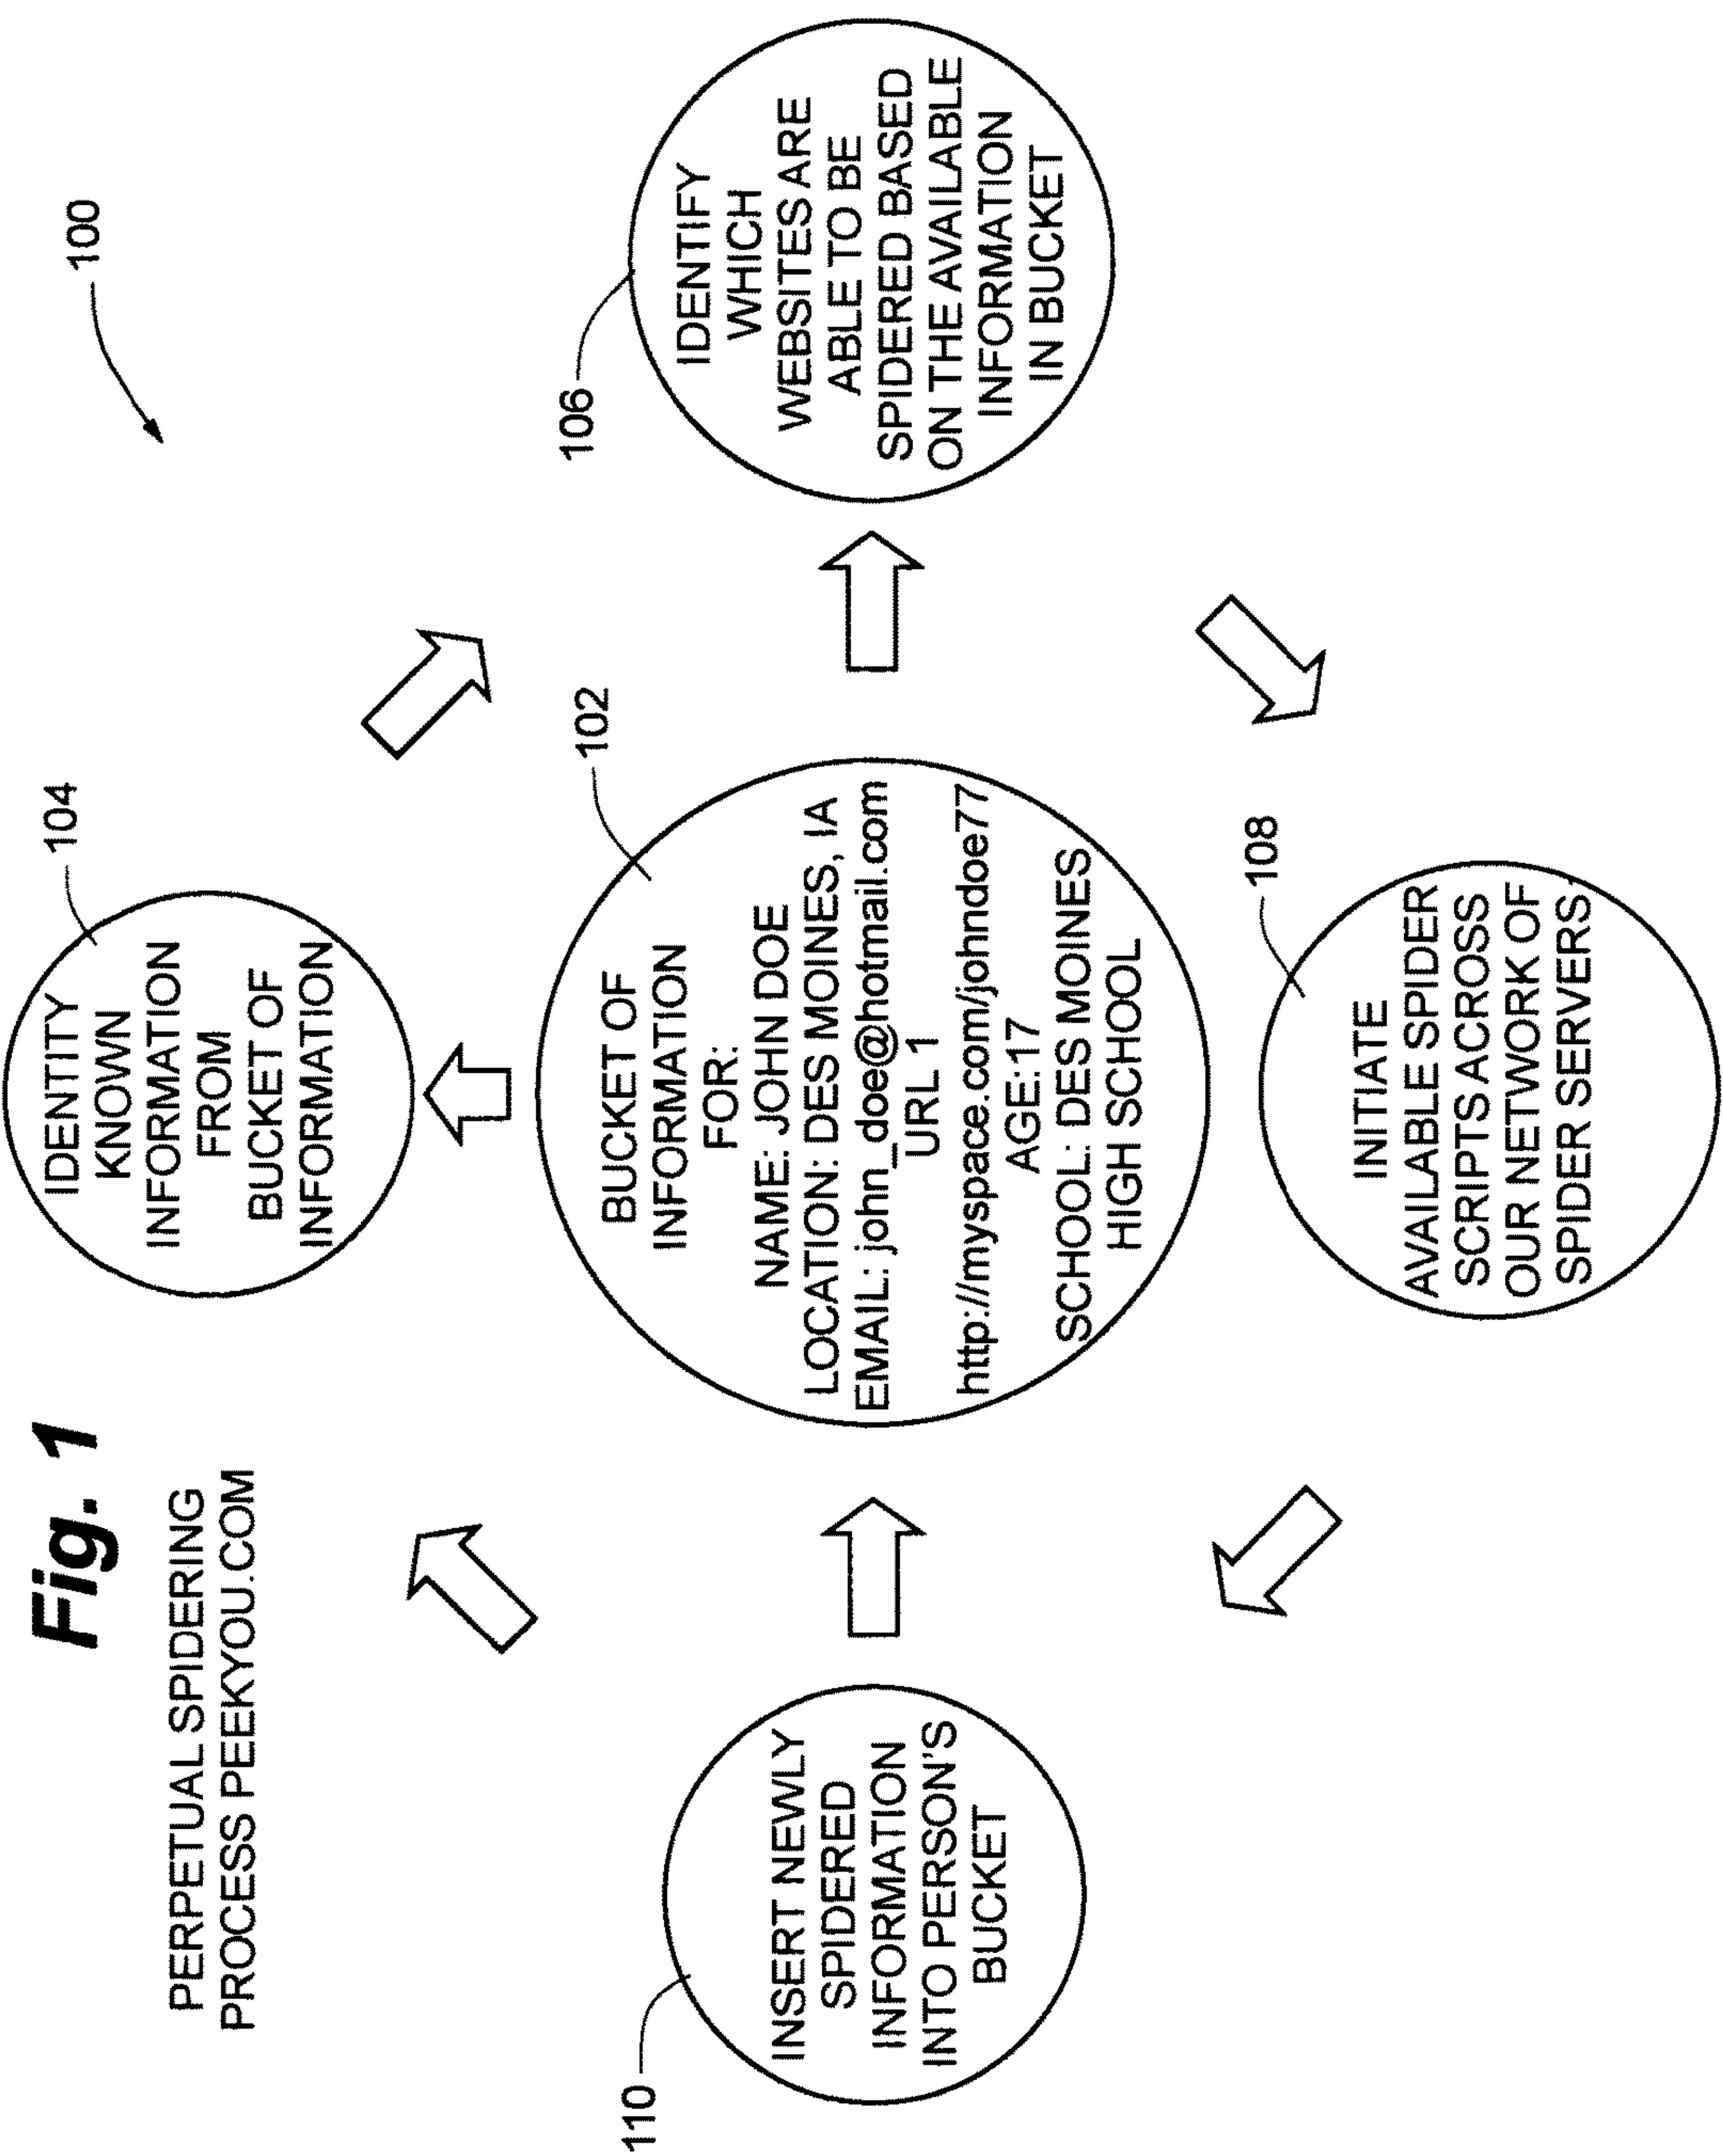 Fig. 1
PERPETUAL SPIDERING
PROCESS PEEKYOU.COM
100
104
IDENTITY
KNOWN
INFORMATION
FROM
BUCKET OF
INFORMATION
102
BUCKET OF
INFORMATION
FOR:
NAME: JOHN DOE
LOCATION: DES MOINES, IA
EMAIL: john_doe@hotmail.com
URL 1
http://myspace.com/johndoe77
AGE:17
SCHOOL: DES MOINES
HIGH SCHOOL
106
IDENTIFY
WHICH
WEBSITES ARE
ABLE TO BE
SPIDERED BASED
ON THE AVAILABLE
INFORMATION
IN BUCKET
108
INITIATE
AVAILABLE SPIDER
SCRIPTS ACROSS
OUR NETWORK OF
SPIDER SERVERS.
110
INSERT NEWLY
SPIDERED
INFORMATION
INTO PERSON'S
BUCKET